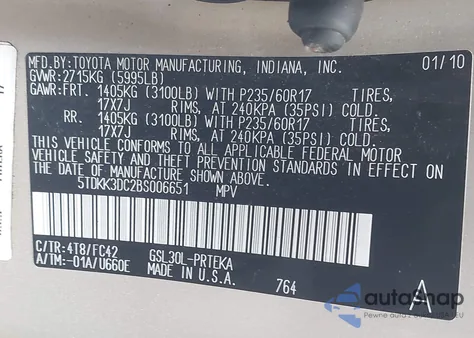 MFD.BY:TOYOTA MOTOR MANUFACTURING, INDIANA, INC. 01/10
GVWR: 2715KG (5995LB)
GAWR:FRT. 1405KG (3100LB) WITH P235/60R17 TIRES,
17X7J RIMS, AT 240KPA (35PSI) COLD.
RR. 1405KG (3100LB) WITH P235/60R17 TIRES,
17X7J RIMS, AT 240KPA (35PSI) COLD.
THIS VEHICLE CONFORMS TO ALL APPLICABLE FEDERAL MOTOR
VEHICLE SAFETY AND THEFT PREVENTION STANDARDS IN EFFECT
ON THE DATE OF MANUFACTURE SHOWN ABOVE.
5TDKK3DC2BS006651 MPV
C/TR:4T8/FC42 GSL30L-PRTEKA
A/TM:-01A/U660E MADE IN U.S.A. 764
A
autoSnap